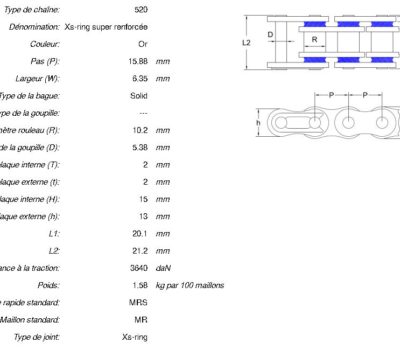 Type de chaîne: 520
Dénomination: Xs-ring super renforcée
Couleur: Or
Pas (P): 15.88 mm
Largeur (W): 6.35 mm
Type de la bague: Solid
ype de la goupille: ---
mètre rouleau (R): 10.2 mm
de la goupille (D): 5.38 mm
laque interne (T): 2 mm
laque externe (t): 2 mm
laque interne (H): 15 mm
aque externe (h): 13 mm
L1: 20.1 mm
L2: 21.2 mm
ance à la traction: 3640 daN
Poids: 1.58 kg par 100 maillons
rapide standard: MRS
Maillon standard: MR
Type de joint: Xs-ring
L2
D
R
P
P
h